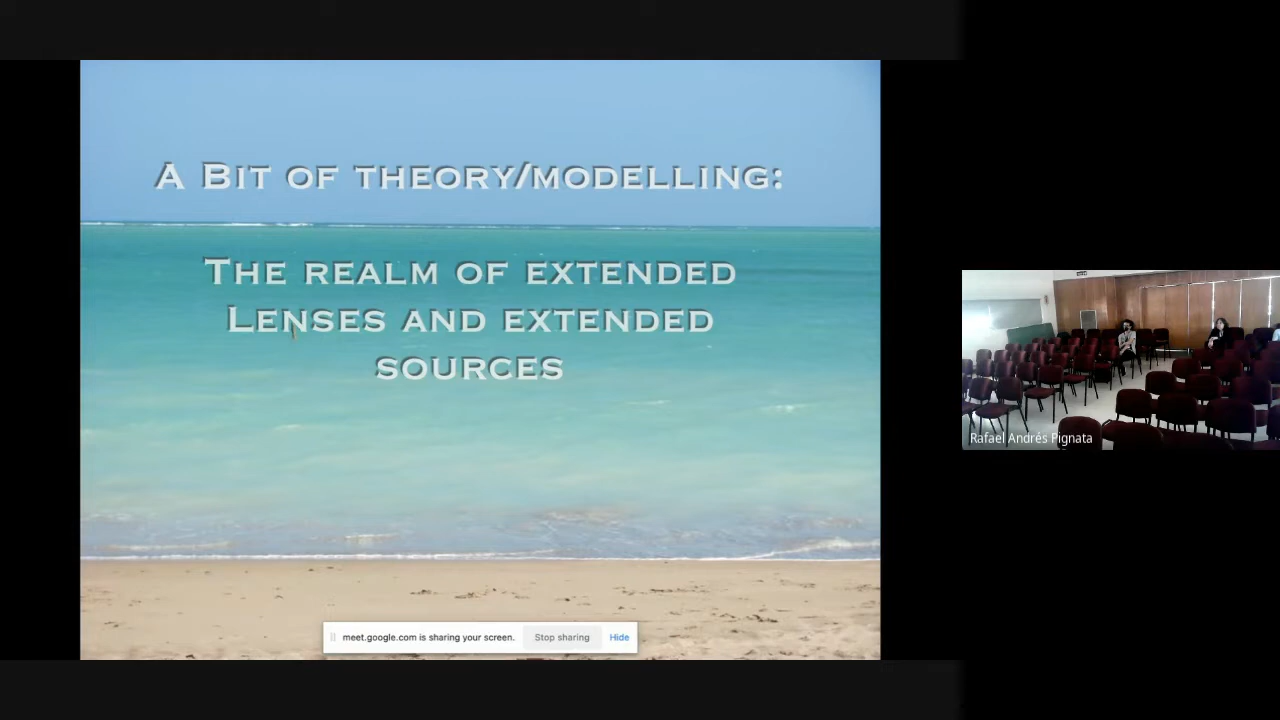 A Bit of theory/modelling:
The realm of extended
Lenses and extended
sources
meet.google.com is sharing your screen. Stop sharing Hide
Rafael Andrés Pignata